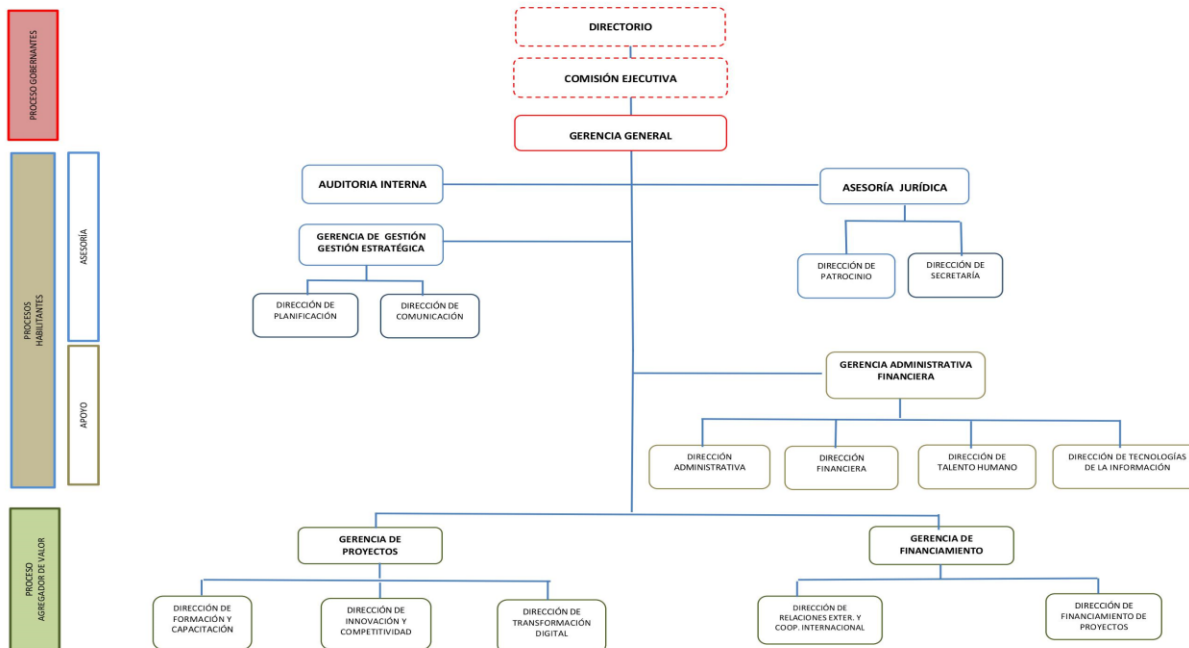 PROCESO GOBERNANTES
DIRECTORIO
COMISIÓN EJECUTIVA
GERENCIA GENERAL
PROCESOS
HABILITANTES
ASESORÍA
AUDITORIA INTERNA
ASESORÍA JURÍDICA
GERENCIA DE GESTIÓN
GESTIÓN ESTRATÉGICA
DIRECCIÓN DE
PATROCINIO
DIRECCIÓN DE
SECRETARÍA
DIRECCIÓN DE
PLANIFICACIÓN
DIRECCIÓN DE
COMUNICACIÓN
APOYO
GERENCIA ADMINISTRATIVA
FINANCIERA
DIRECCIÓN
ADMINISTRATIVA
DIRECCIÓN
FINANCIERA
DIRECCIÓN DE
TALENTO HUMANO
DIRECCIÓN DE TECNOLOGÍAS
DE LA INFORMACIÓN
PROCESO
AGREGADOR DE VALOR
GERENCIA DE
PROYECTOS
GERENCIA DE
FINANCIAMIENTO
DIRECCIÓN DE
FORMACIÓN Y
CAPACITACIÓN
DIRECCIÓN DE
INNOVACIÓN Y
COMPETITIVIDAD
DIRECCIÓN DE
TRANSFORMACIÓN
DIGITAL
DIRECCIÓN DE
RELACIONES EXTER. Y
COOP. INTERNACIONAL
DIRECCIÓN DE
FINANCIAMIENTO DE
PROYECTOS